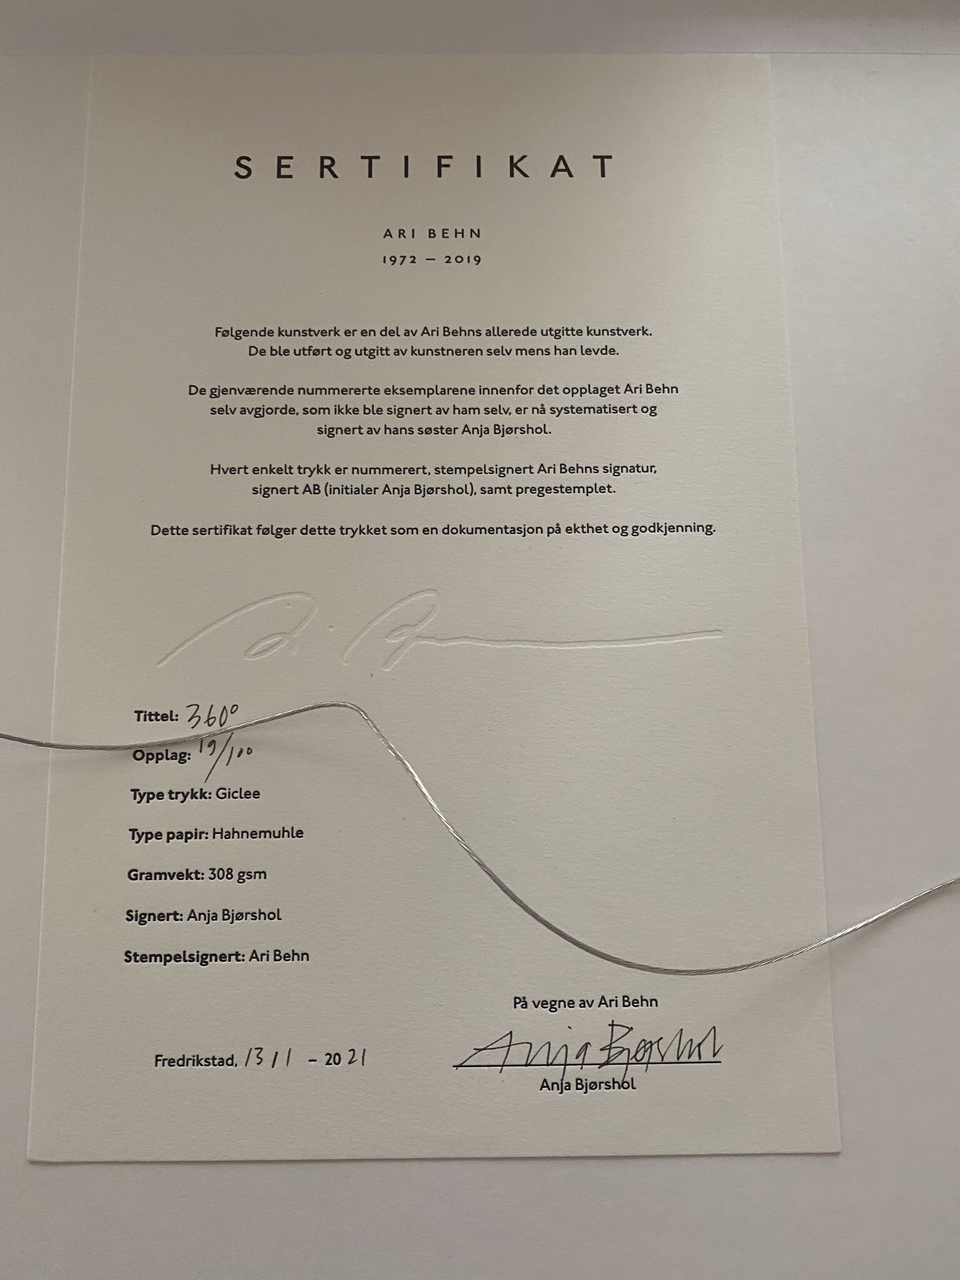 SERTIFIKAT
ARI BEHN
1972 – 2019
Følgende kunstverk er en del av Ari Behns allerede utgitte kunstverk.
De ble utført og utgitt av kunstneren selv mens han levde.
De gjenværende nummererte eksemplarene innenfor det opplaget Ari Behn
selv avgjorde, som ikke ble signert av ham selv, er nå systematisert og
signert av hans søster Anja Bjørshol.
Hvert enkelt trykk er nummerert, stempelsignert Ari Behns signatur,
signert AB (initialer Anja Bjørshol), samt pregestemplet.
Dette sertifikat følger dette trykket som en dokumentasjon på ekthet og godkjenning.
Tittel: 360°
Opplag: 19/100
Type trykk: Giclee
Type papir: Hahnemuhle
Gramvekt: 308 gsm
Signert: Anja Bjørshol
Stempelsignert: Ari Behn
På vegne av Ari Behn
Anja Bjørshol
Fredrikstad, 13/1 – 2021
Anja Bjørshol